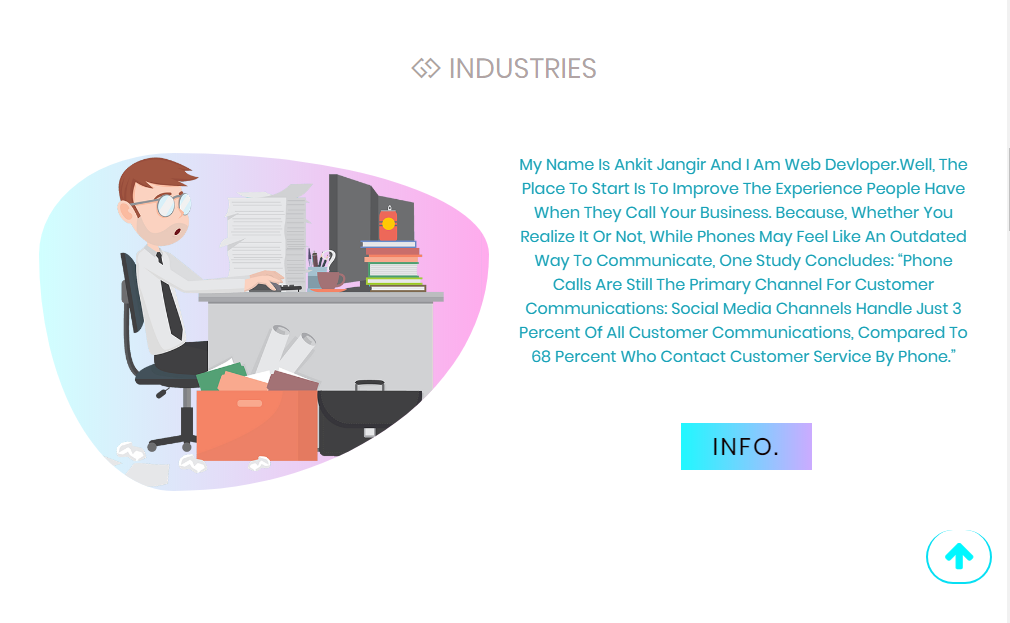 INDUSTRIES
My Name Is Ankit Jangir And I Am Web Devloper.Well, The
Place To Start Is To Improve The Experience People Have
When They Call Your Business. Because, Whether You
Realize It Or Not, While Phones May Feel Like An Outdated
Way To Communicate, One Study Concludes: “Phone
Calls Are Still The Primary Channel For Customer
Communications: Social Media Channels Handle Just 3
Percent Of All Customer Communications, Compared To
68 Percent Who Contact Customer Service By Phone.”
INFO.